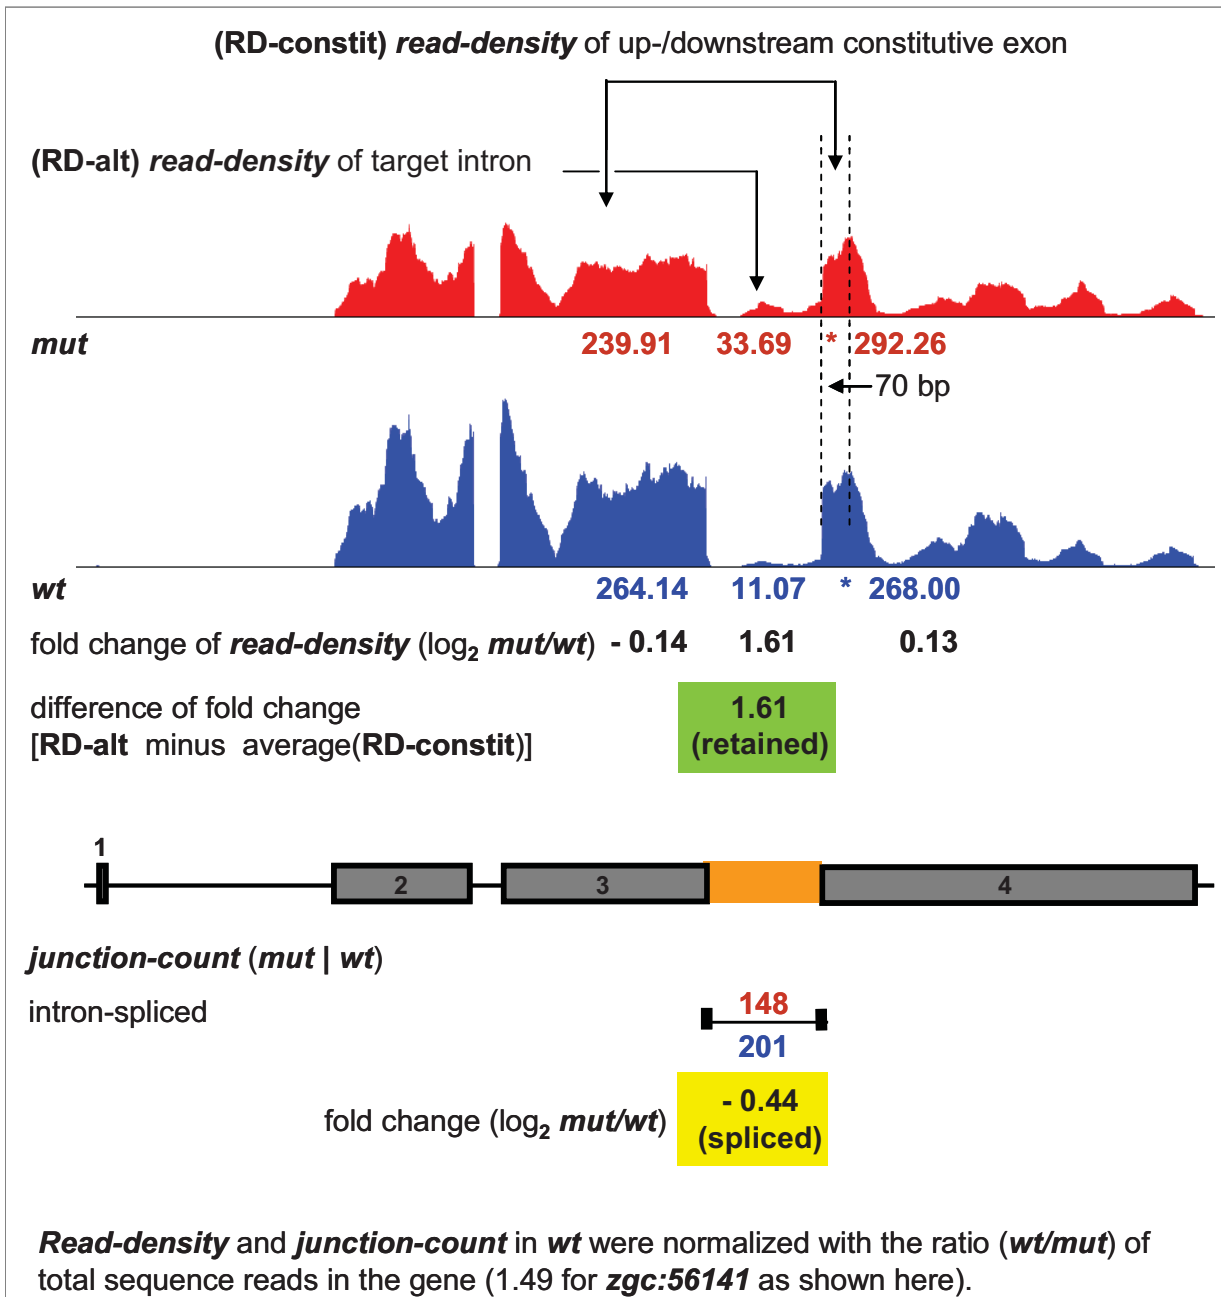 (RD-constit) read-density of up-/downstream constitutive exon
(RD-alt) read-density of target intron
mut 239.91 33.69 * 292.26
70 bp
wt 264.14 11.07 * 268.00
fold change of read-density (log2 mut/wt) - 0.14 1.61 0.13
difference of fold change
[RD-alt minus average(RD-constit)]
1.61
(retained)
1
2 3 4
junction-count (mut | wt)
intron-spliced
148
201
fold change (log2 mut/wt)
- 0.44
(spliced)
Read-density and junction-count in wt were normalized with the ratio (wt/mut) of
total sequence reads in the gene (1.49 for zgc:56141 as shown here).